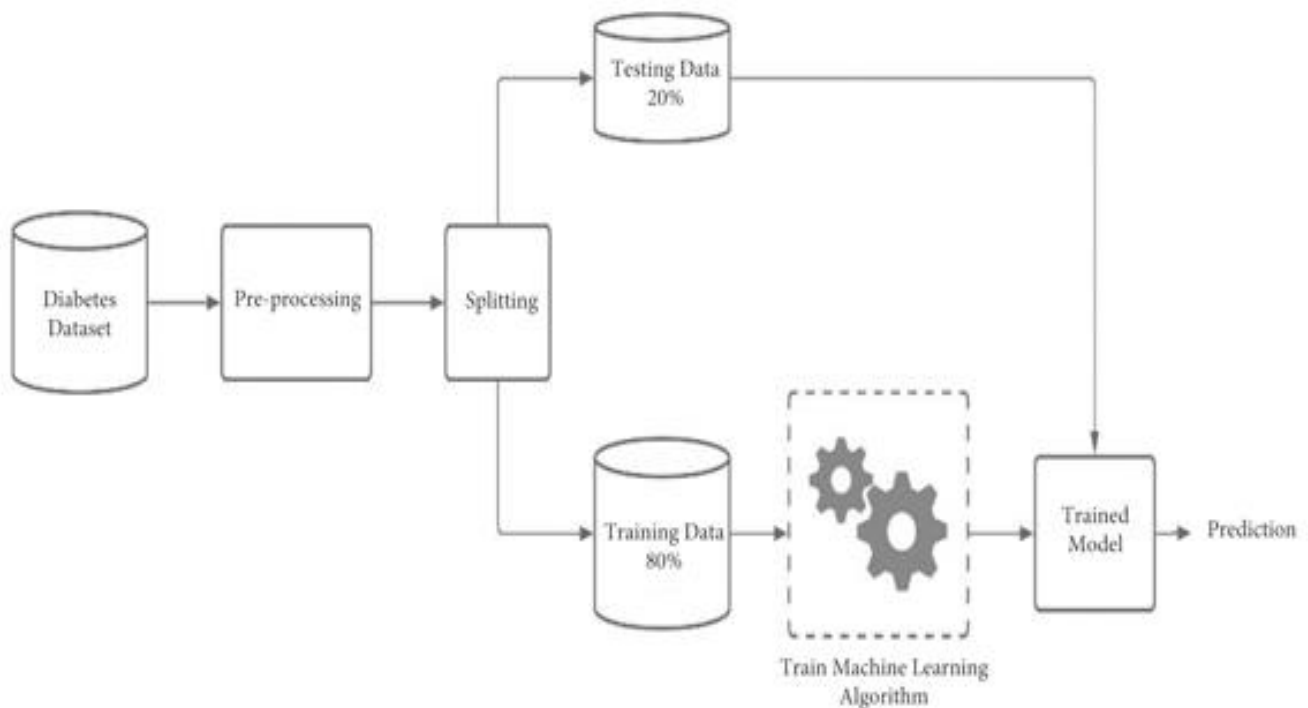 Testing Data
20%
Diabetes
Dataset
Pre-processing
Splitting
Training Data
80%
Train Machine Learning
Algorithm
Trained
Model
Prediction